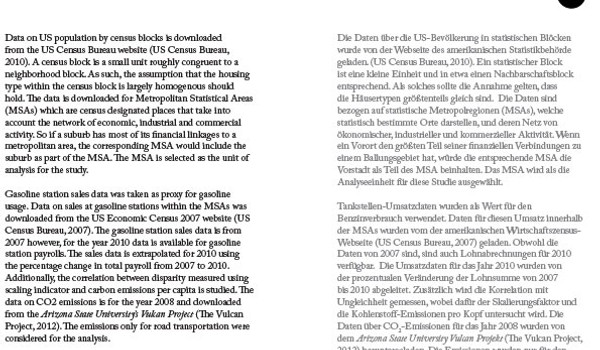 Data on US population by census blocks is downloaded
from the US Census Bureau website (US Census Bureau,
2010). A census block is a small unit roughly congruent to a
neighborhood block. As such, the assumption that the housing
type within the census block is largely homogenous should
hold. The data is downloaded for Metropolitan Statistical Areas
(MSAs) which are census designated places that take into
account the network of economic, industrial and commercial
activity. So if a suburb has most of its financial linkages to a
metropolitan area, the corresponding MSA would include the
suburb as part of the MSA. The MSA is selected as the unit of
analysis for the study.
Gasoline station sales data was taken as proxy for gasoline
usage. Data on sales at gasoline stations within the MSAs was
downloaded from the US Economic Census 2007 website (US
Census Bureau, 2007). The gasoline station sales data is from
2007 however, for the year 2010 data is available for gasoline
station payrolls. The sales data is extrapolated for 2010 using
the percentage change in total payroll from 2007 to 2010.
Additionally, the correlation between disparity measured using
scaling indicator and carbon emissions per capita is studied. The
data on CO2 emissions is for the year 2008 and downloaded
from the Arizona State University's Vulcan Project (The Vulcan
Project, 2012). The emissions only for road transportation were
considered for the analysis.
Die Daten über die US-Bevölkerung in statistischen Blöcken
wurde von der Webseite des amerikanischen Statistikbehörde
geladen. (US Census Bureau, 2010). Ein statistischer Block
ist eine kleine Einheit und in etwa einen Nachbarschaftsblock
entsprechend. Als solches sollte die Annahme gelten, dass
die Häusertypen größtenteils gleich sind. Die Daten sind
bezogen auf statistische Metropolregionen (MSAs), welche
statistisch bestimmte Orte darstellen, und deren Netz von
ökonomischer, industrieller und kommerzieller Aktivität. Wenn
ein Vorort den größten Teil seiner finanziellen Verbindungen zu
einem Ballungsgebiet hat, würde die entsprechende MSA die
Vorstadt als Teil des MSA beinhalten. Das MSA wird als die
Analyseeinheit für diese Studie ausgewählt.
Tankstellen-Umsatzdaten wurden als Wert für den
Benzinverbrauch verwendet. Daten für diesen Umsatz innerhalb
der MSAs wurden vom der amerikanischen Wirtschaftszensus-
Webseite (US Census Bureau, 2007) geladen. Obwohl die
Daten von 2007 sind, sind auch Lohnabrechnungen für 2010
verfügbar. Die Umsatzdaten für das Jahr 2010 wurden von
der prozentualen Veränderung der Lohnsumme von 2007
bis 2010 abgeleitet. Zusätzlich wird die Korrelation mit
Ungleichheit gemessen, wobei dafür der Skalierungsfaktor und
die Kohlenstoff-Emissionen pro Kopf untersucht wird. Die
Daten über CO₂-Emissionen für das Jahr 2008 wurden von
dem Arizona State University Vulcan Projekt (The Vulcan Project,